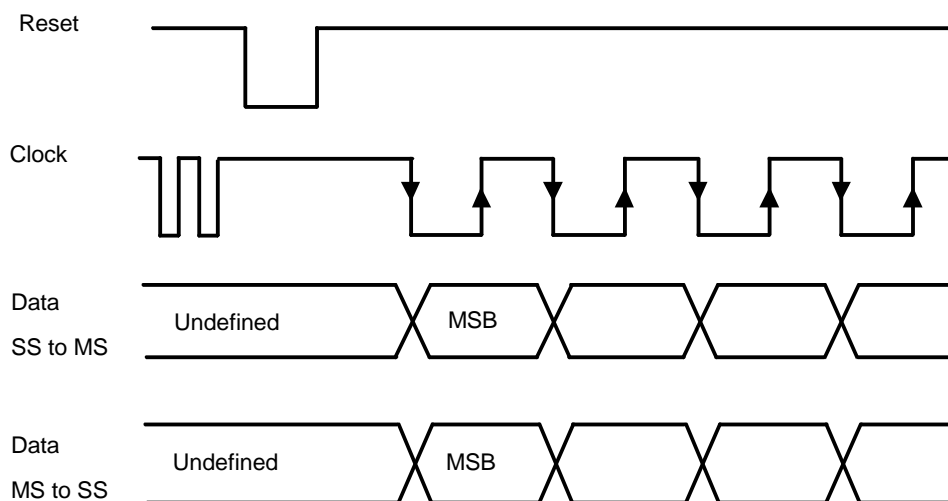 Reset
Clock
Data
SS to MS
Undefined
MSB
Data
MS to SS
Undefined
MSB